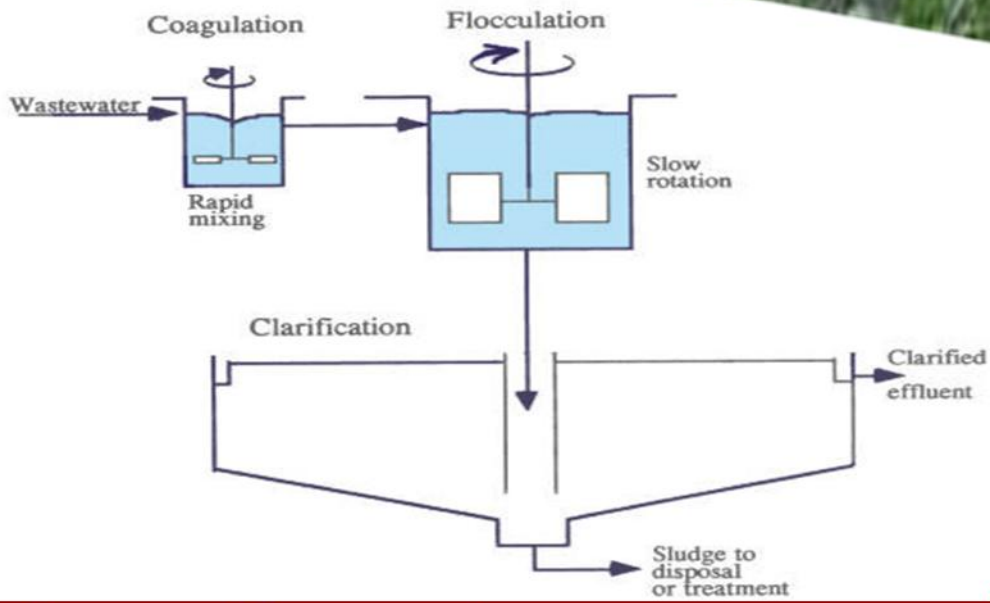 Coagulation
Flocculation
Wastewater
Rapid
mixing
Slow
rotation
Clarification
Clarified
effluent
Sludge to
disposal
or treatment